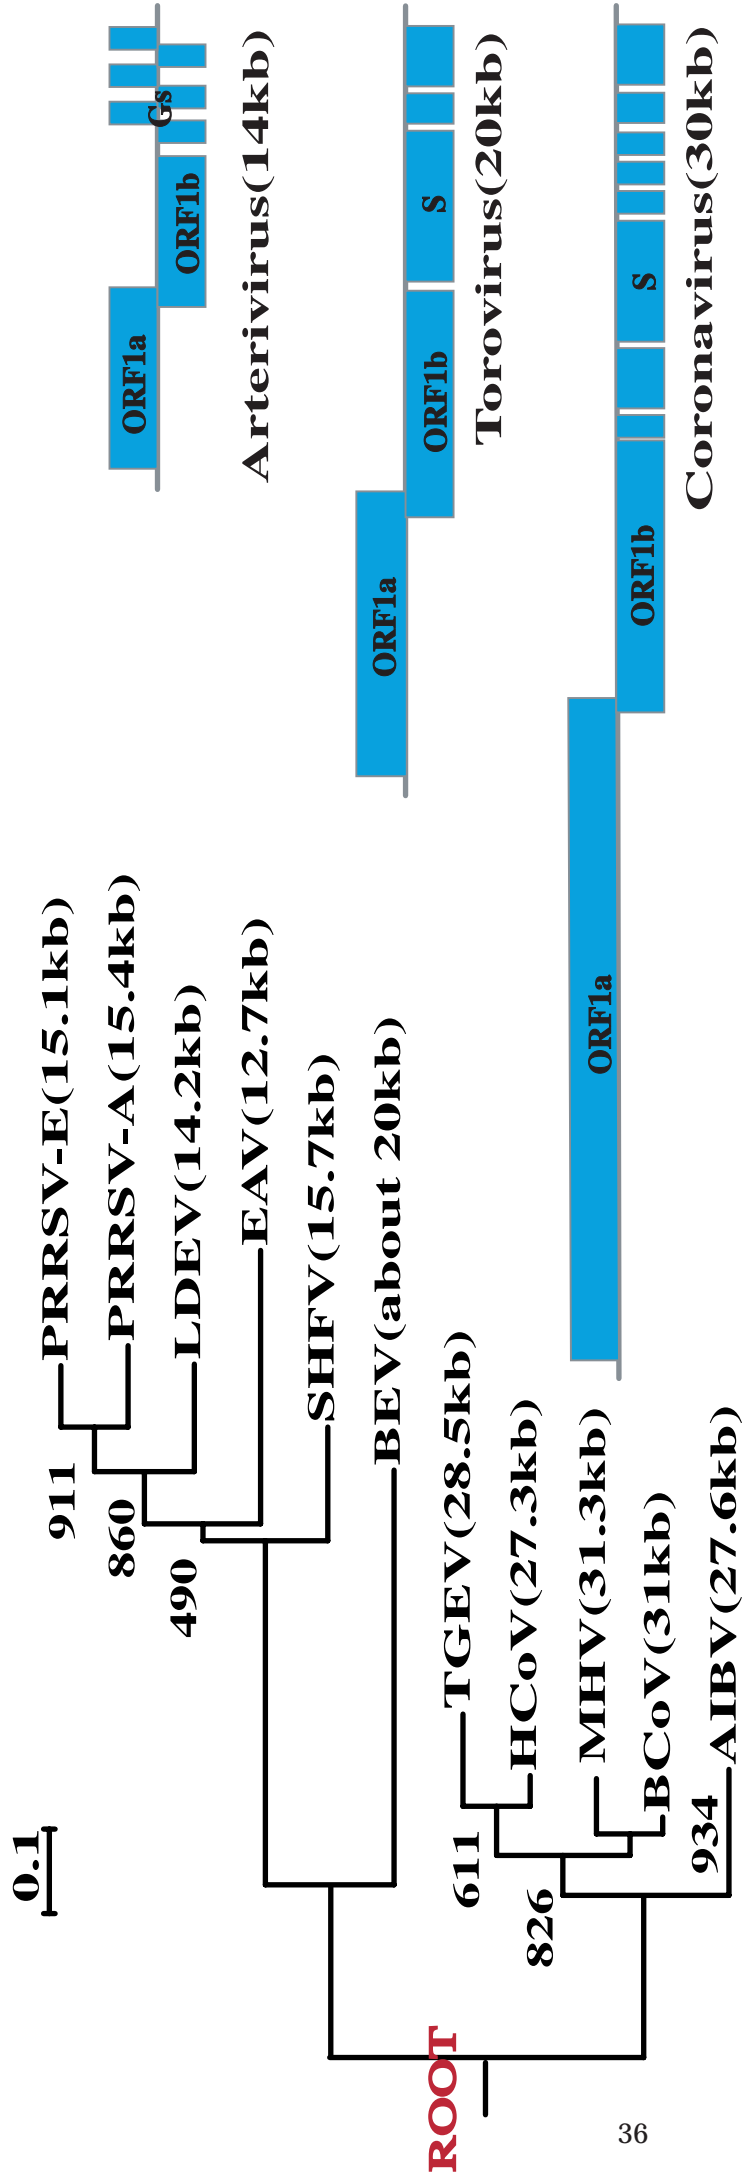 0.1
PRRSV-E(15.1kb)
911
PRRSV-A(15.4kb)
860
LDEV(14.2kb)
490
EAV(12.7kb)
SHFV(15.7kb)
BEV(about 20kb)
ROOT
TGEV(28.5kb)
611
HCoV(27.3kb)
826
MHV(31.3kb)
BCoV(31kb)
934
AIBV(27.6kb)
ORF1a
ORF1b
Gs
Arterivirus(14kb)
ORF1a
ORF1b
S
Torovirus(20kb)
ORF1a
ORF1b
S
Coronavirus(30kb)
36